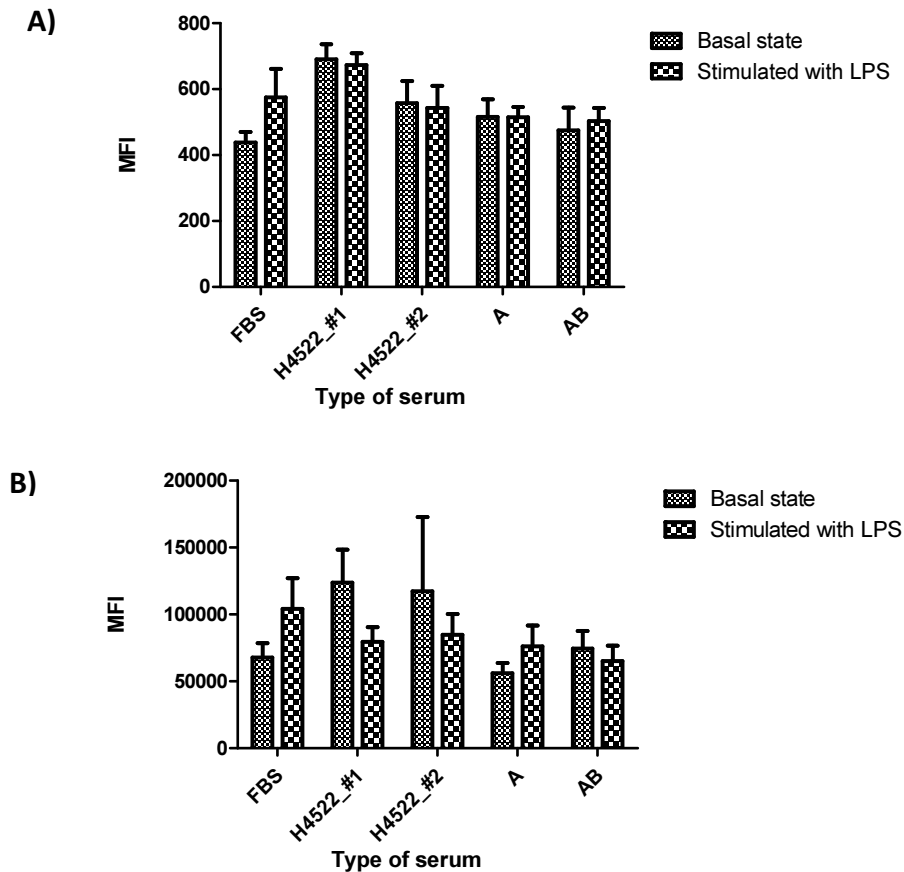 A)
800
600
400
200
0
MFI
FBS
H4522_#1
H4522_#2
A
AB
Type of serum
Basal state
Stimulated with LPS
B)
200000
150000
100000
50000
0
MFI
FBS
H4522_#1
H4522_#2
A
AB
Type of serum
Basal state
Stimulated with LPS